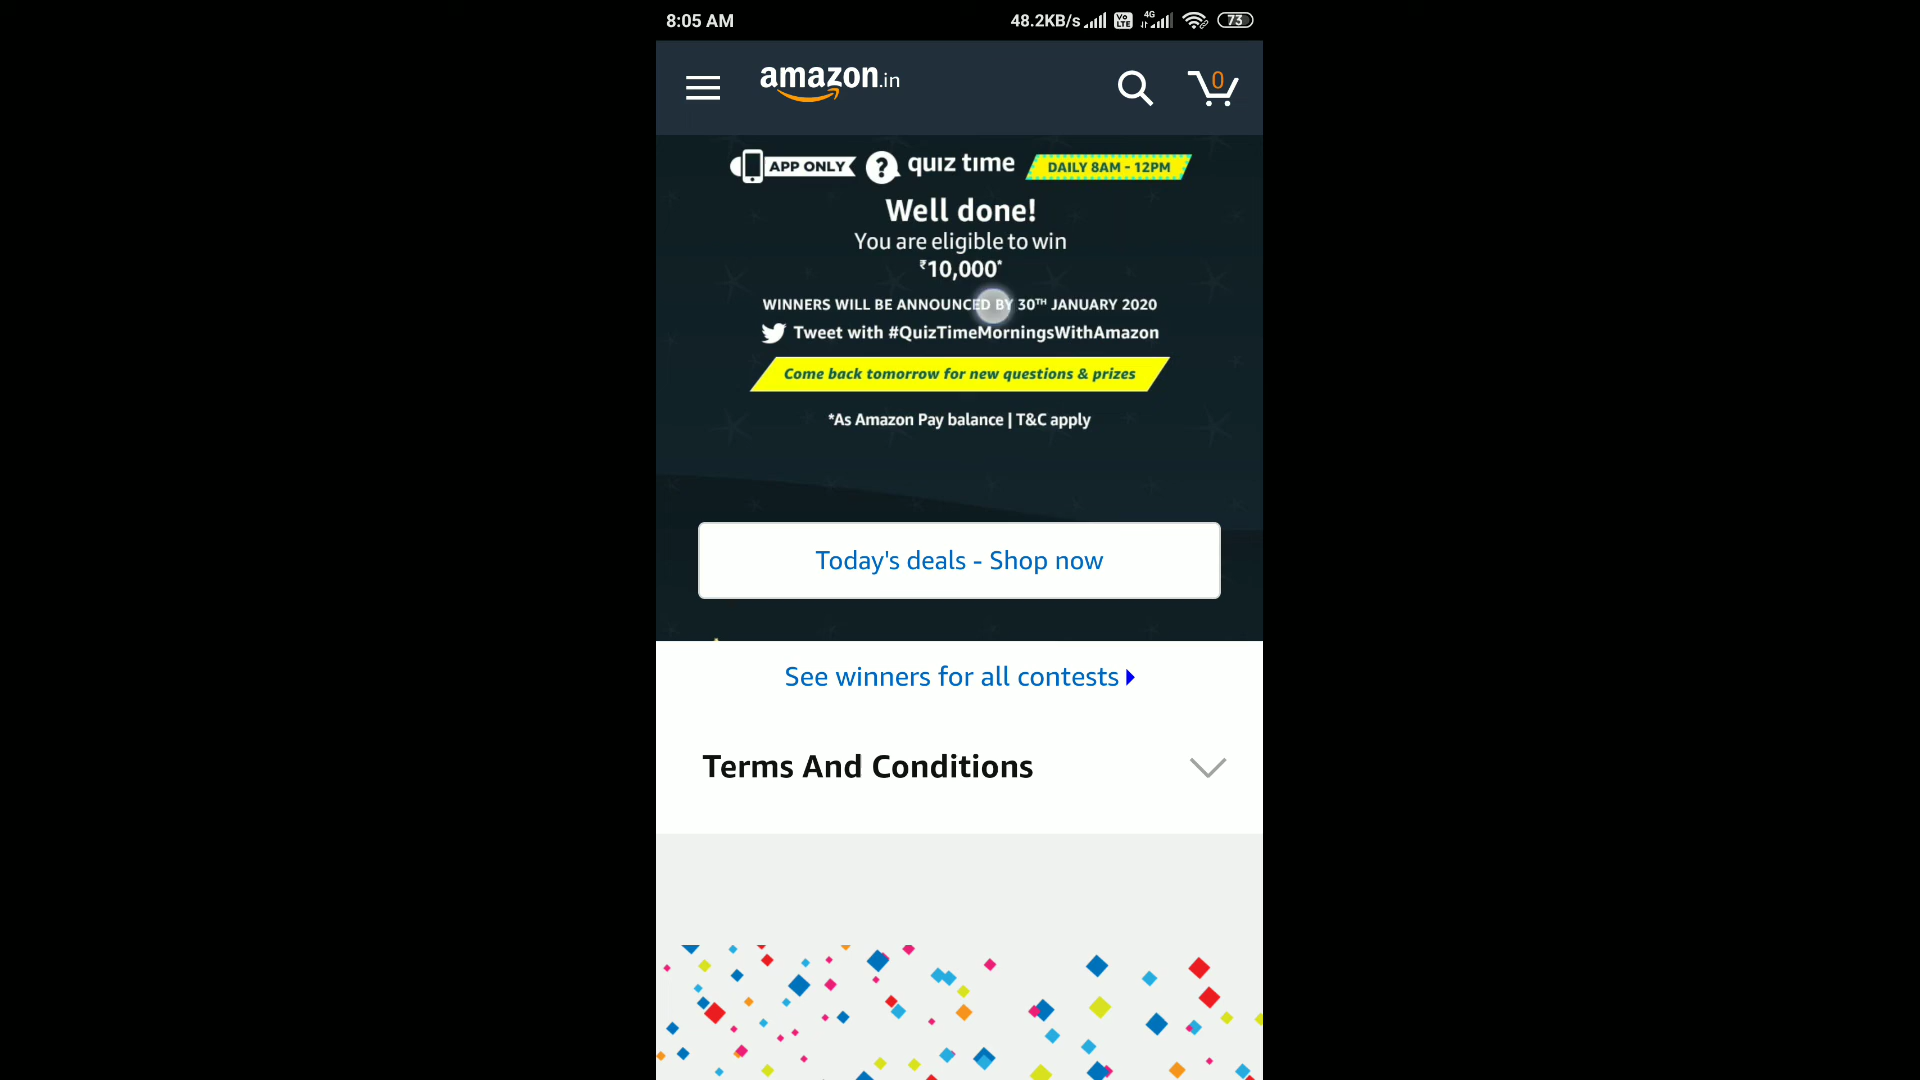 8:05 AM
48.2KB/s
Vo LTE
4G
73
amazon.in
0
APP ONLY
?
quiz time
DAILY 8AM - 12PM
Well done!
You are eligible to win
₹10,000*
WINNERS WILL BE ANNOUNCED BY 30TH JANUARY 2020
Tweet with #QuizTimeMorningsWithAmazon
Come back tomorrow for new questions & prizes
*As Amazon Pay balance | T&C apply
Today's deals - Shop now
See winners for all contests
Terms And Conditions